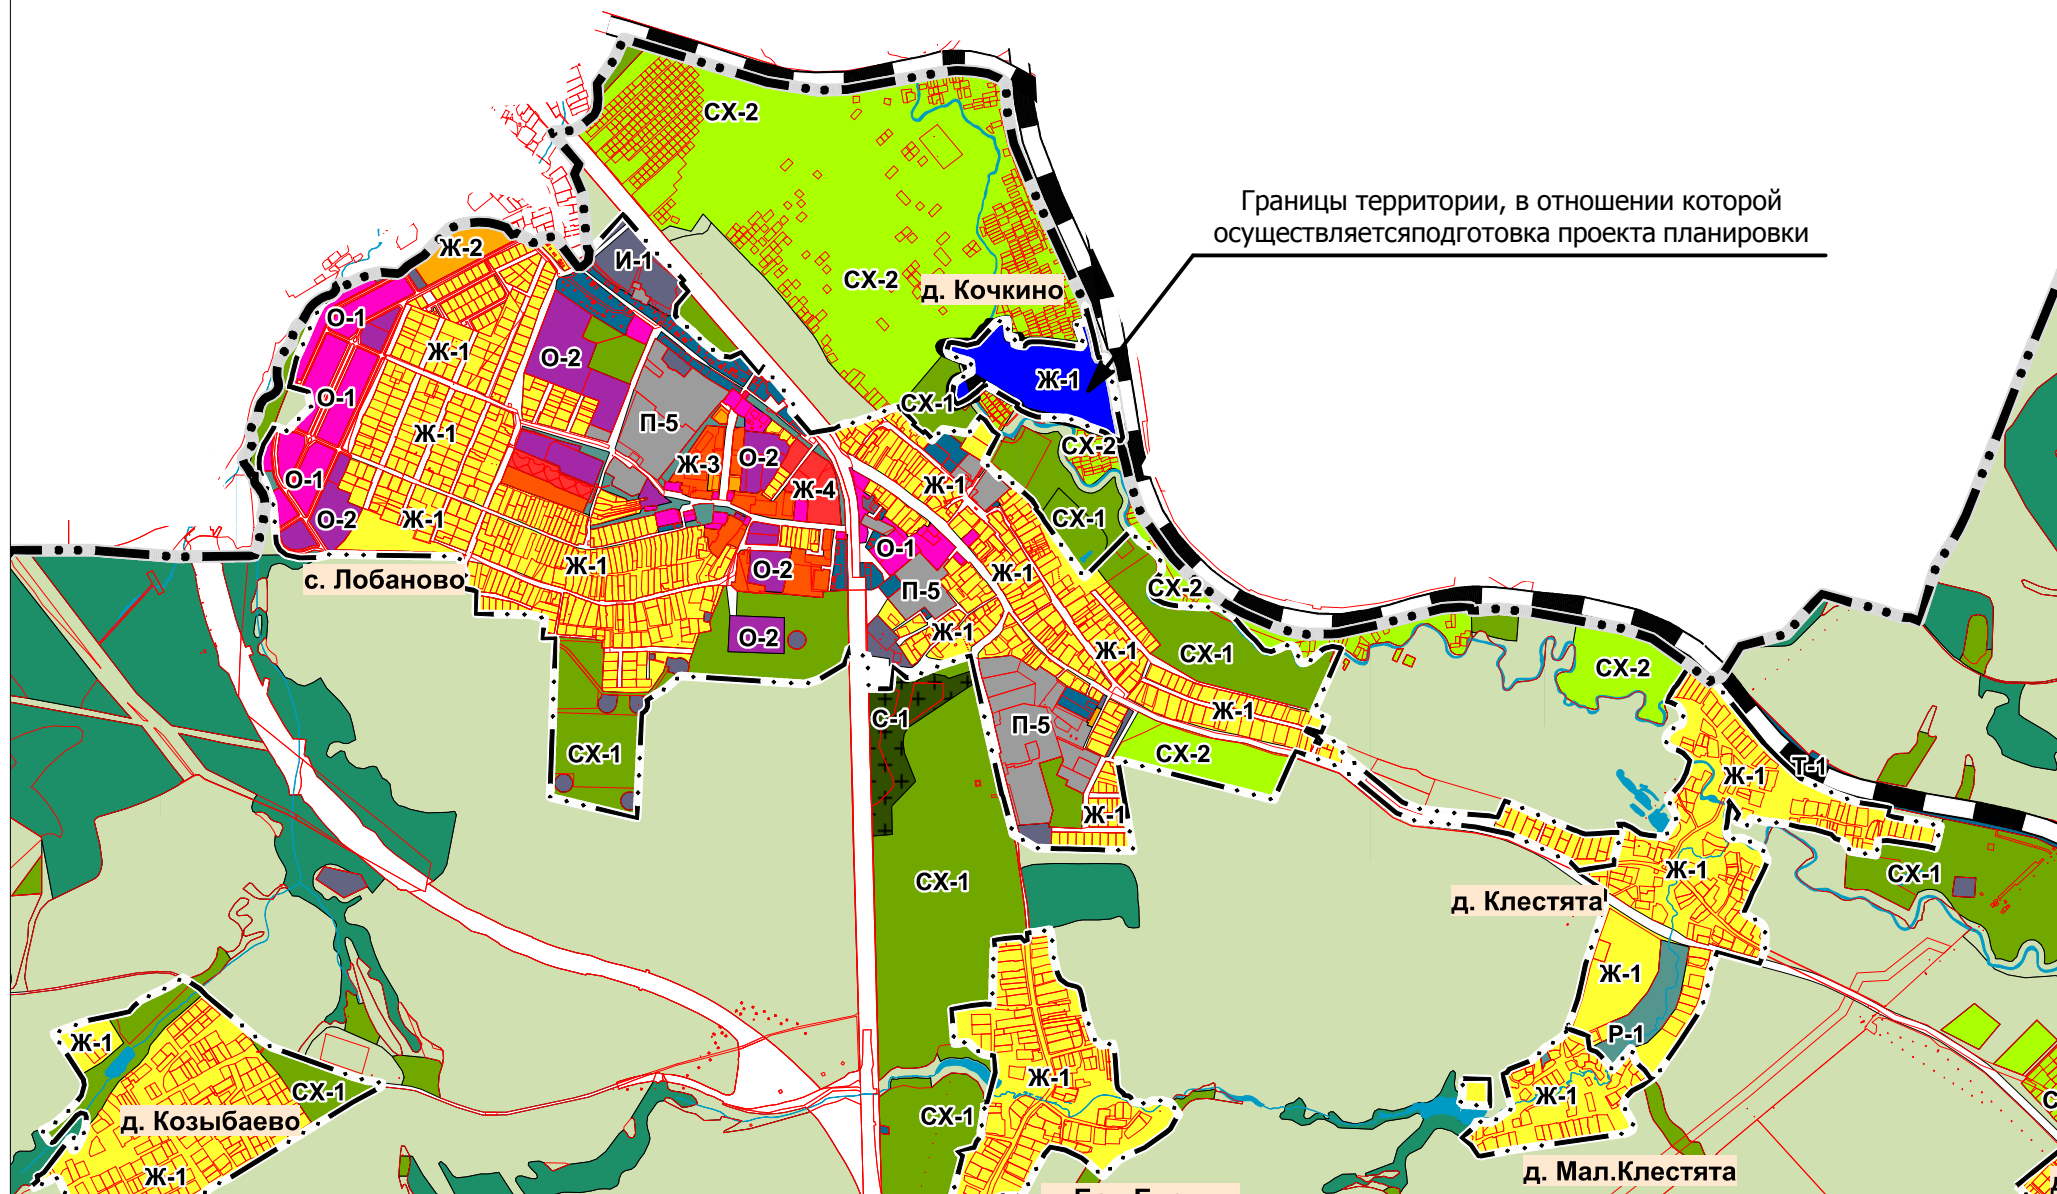 СХ-2
Границы территории, в отношении которой
осуществляетсяподготовка проекта планировки
Ж-2
И-1
СХ-2
д. Кочкино
О-1
Ж-1
О-2
Ж-1
О-1
СХ-1
П-5
Ж-1
СХ-2
Ж-3
О-2
О-1
Ж-4
Ж-1
О-2
Ж-1
СХ-1
О-1
Ж-1
О-2
Ж-1
с. Лобаново
П-5
СХ-2
О-2
Ж-1
Ж-1
СХ-1
СХ-2
С-1
П-5
Ж-1
СХ-1
СХ-2
Т-1
Ж-1
Ж-1
Ж-1
СХ-1
СХ-1
д. Клестята
Ж-1
Р-1
Ж-1
Ж-1
СХ-1
Ж-1
СХ-1
д. Козыбаево
Ж-1
д. Мал.Клестята